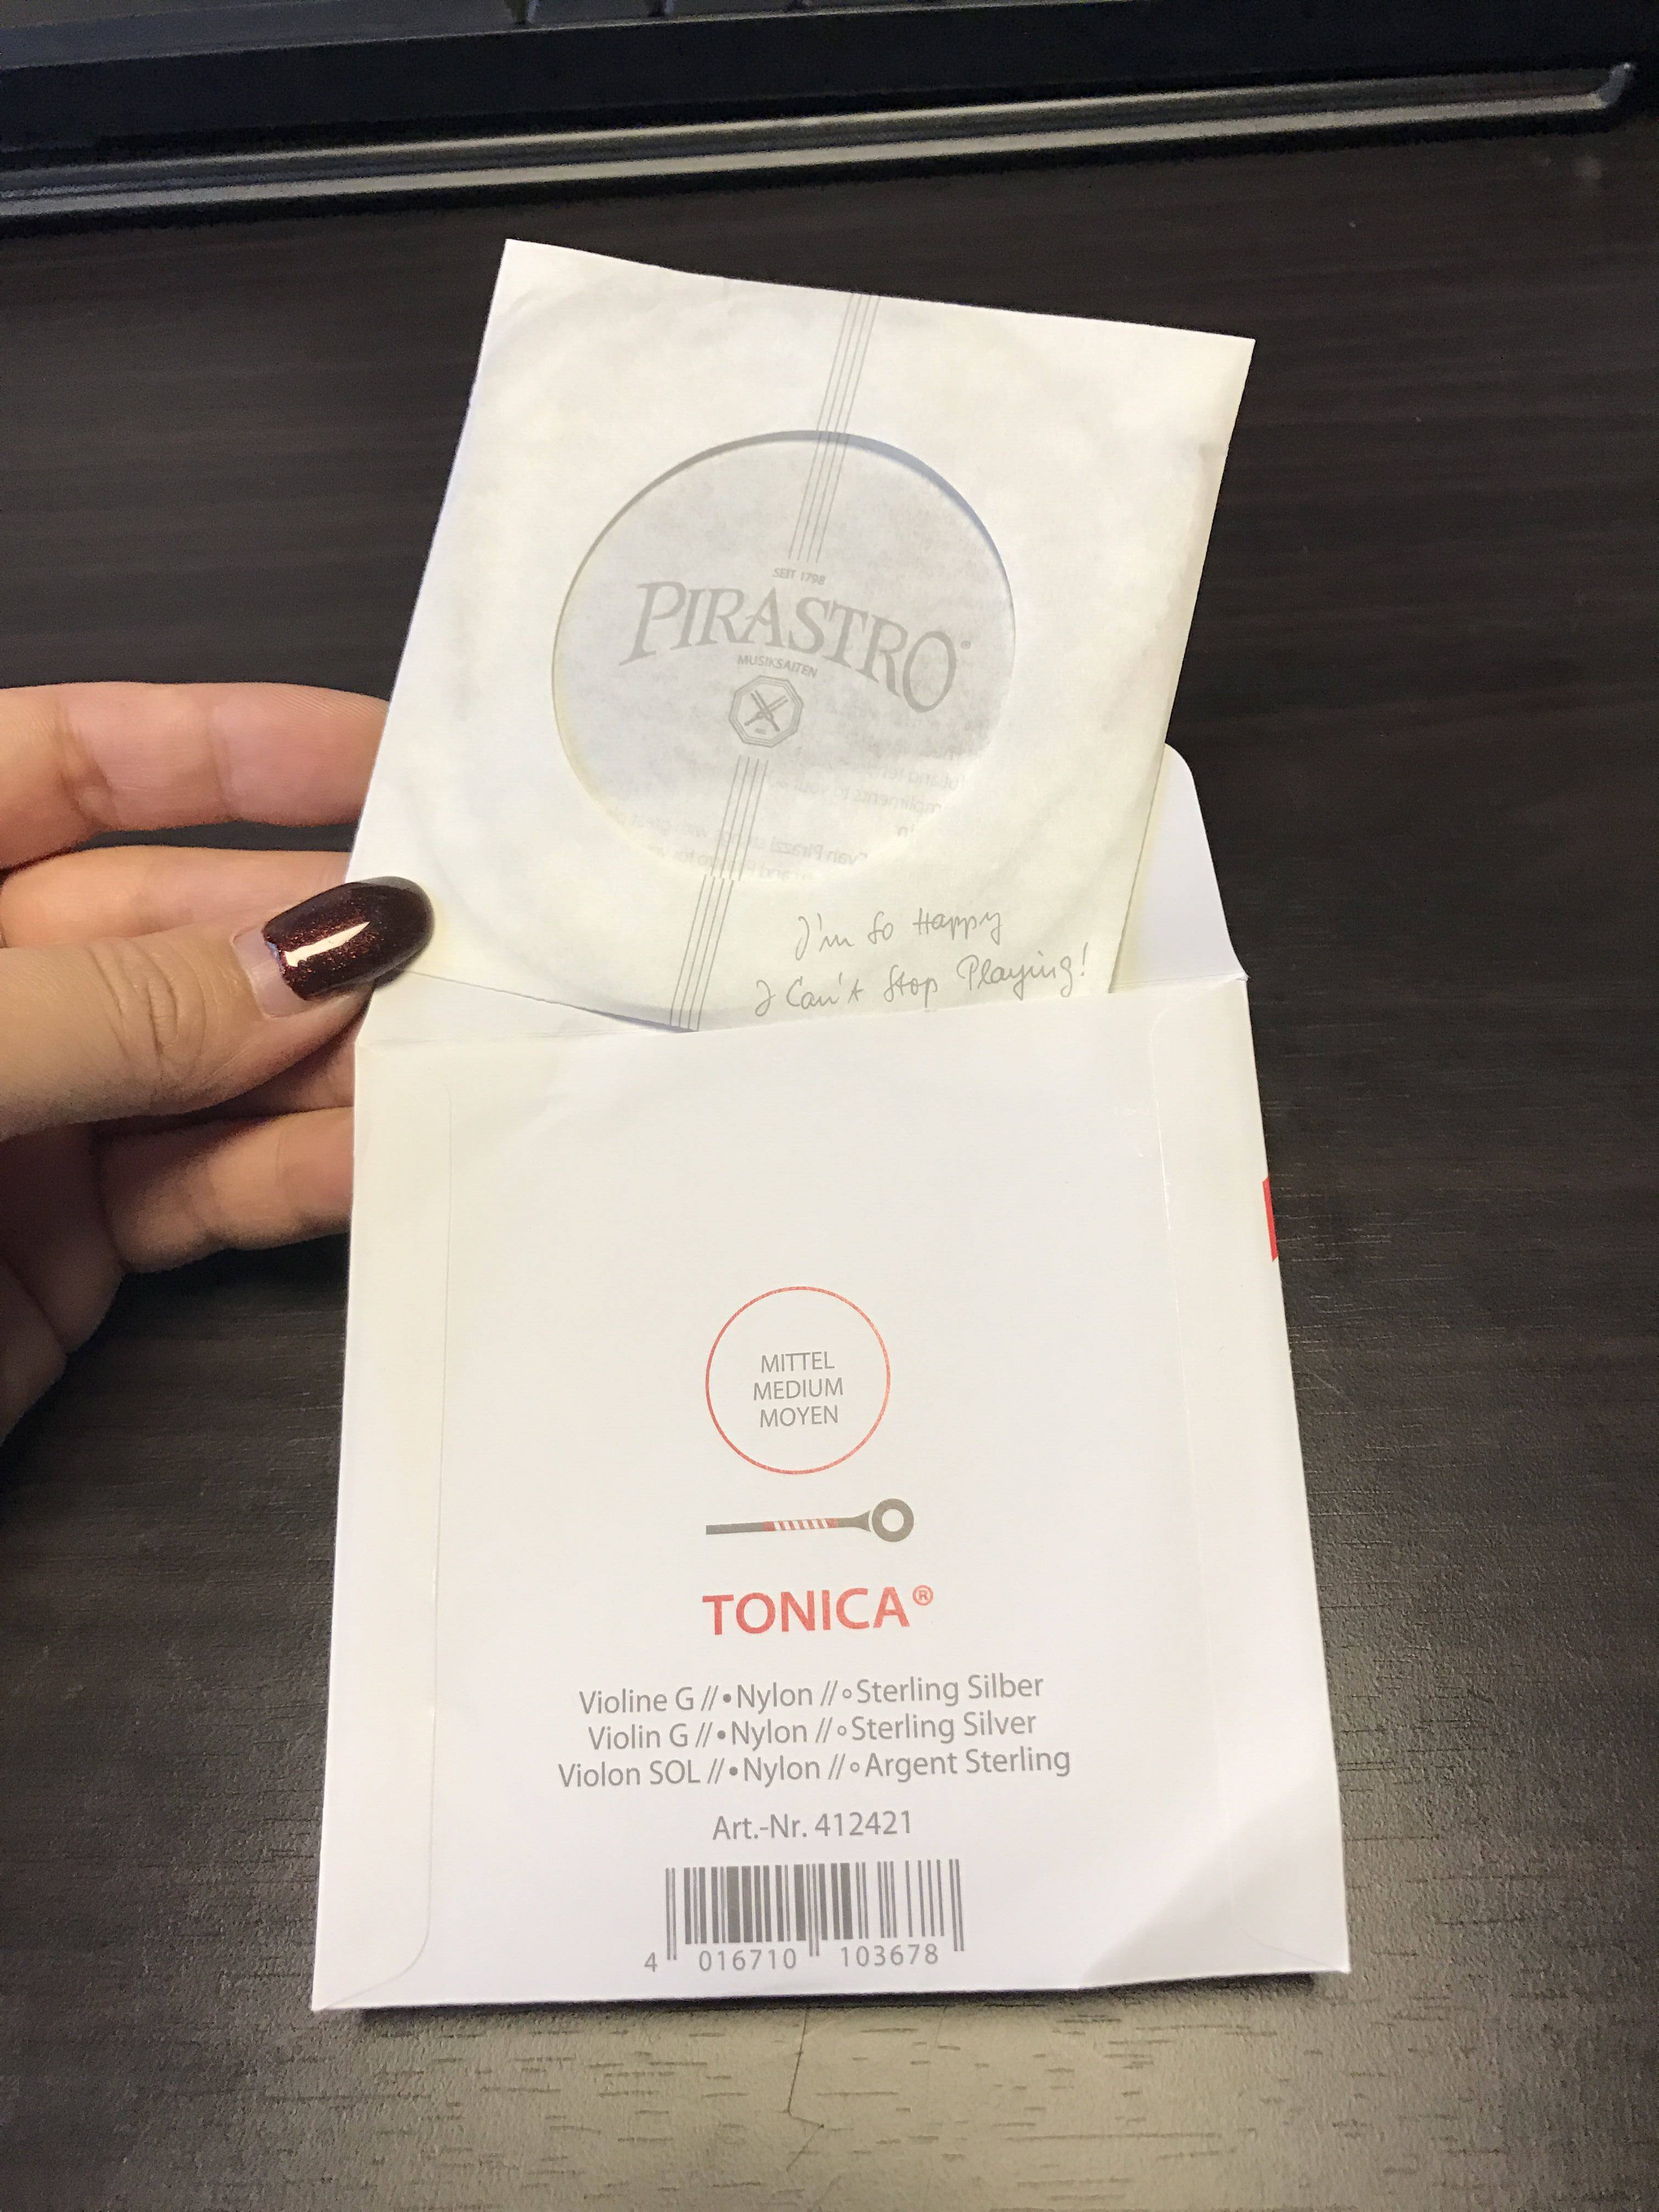 SEIT 1798
PIRASTRO®
MUSIKSAITEN
I'm So Happy
I Can't Stop Playing!
MITTEL
MEDIUM
MOYEN
TONICA®
Violine G // • Nylon // ◦ Sterling Silber
Violin G // • Nylon // ◦ Sterling Silver
Violon SOL // • Nylon // ◦ Argent Sterling
Art.-Nr. 412421
4 016710 103678